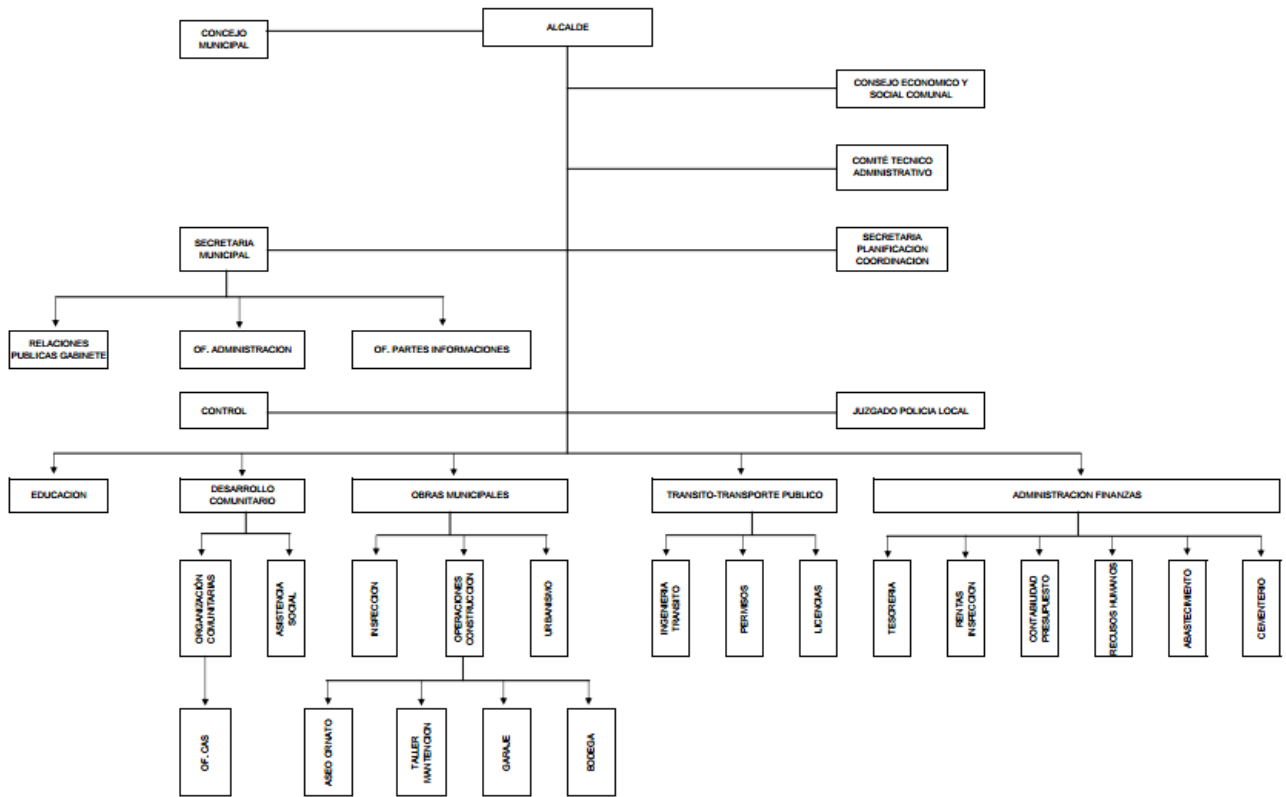 ALCALDE
CONCEJO
MUNICIPAL
CONSEJO ECONOMICO Y
SOCIAL COMUNAL
COMITÉ TECNICO
ADMINISTRATIVO
SECRETARIA
MUNICIPAL
SECRETARIA
PLANIFICACION
COORDINACION
RELACIONES
PUBLICAS GABINETE
OF. ADMINISTRACION
OF. PARTES INFORMACIONES
CONTROL
JUZGADO POLICIA LOCAL
EDUCACION
DESARROLLO
COMUNITARIO
OBRAS MUNICIPALES
TRANSITO-TRANSPORTE PUBLICO
ADMINISTRACION FINANZAS
ORGANIZACIÓN
COMUNITARIAS
ASISTENCIA
SOCIAL
INSPECCION
OPERACIONES
CONSTRUCCION
URBANISMO
INGENIERIA
TRANSITO
PERMISOS
LICENCIAS
TESORERIA
RENTAS
INSPECCION
CONTABILIDAD
PRESUPUESTO
RECUSOS HUMANOS
ABASTECIMIENTO
CEMENTERIO
OF. CAS
ASEO ORNATO
TALLER
MANTENCION
GARAJE
BODEGA